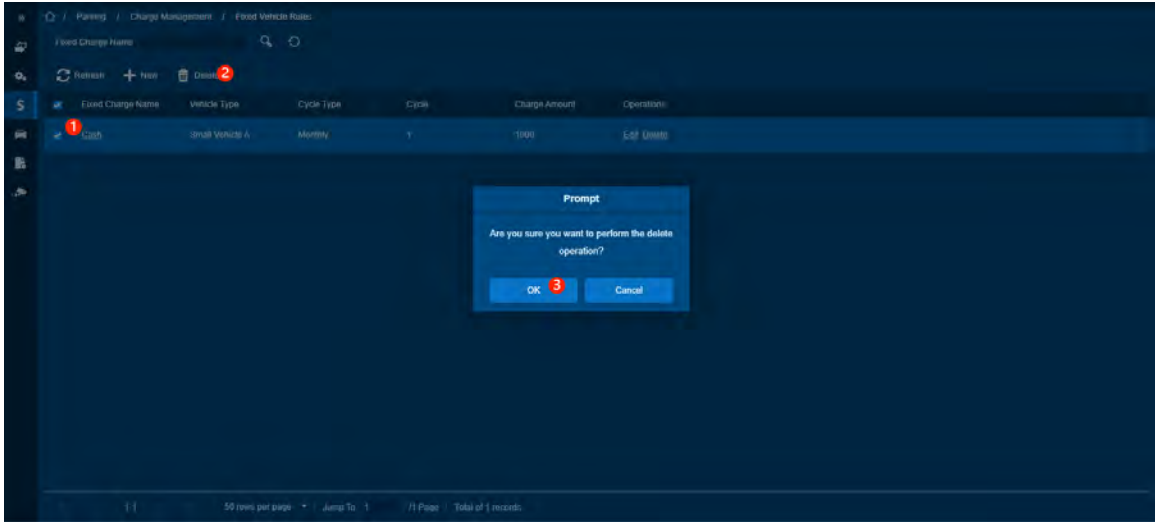 / Parking / Charge Management / Fixed Vehicle Rules
Fixed Charge Name
Refresh New Delete 2
Fixed Charge Name Vehicle Type Cycle Type Cycle Charge Amount Operations
1 Cash Small Vehicle A Monthly 1 1000 Edit Delete
Prompt
Are you sure you want to perform the delete
operation?
OK 3 Cancel
50 rows per page Jump To 1 /1 Page Total of 1 records